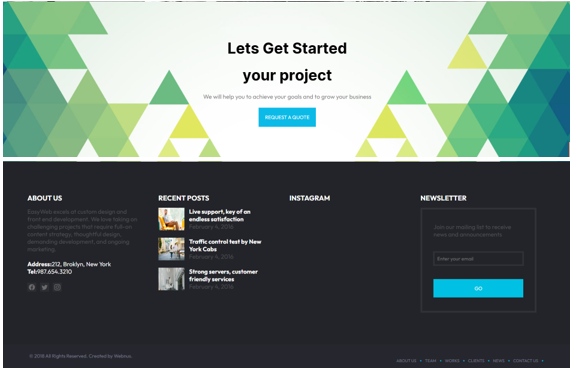 Lets Get Started
your project
We will help you to achieve your goals and to grow your business
REQUEST A QUOTE
ABOUT US
EasyWeb excels at custom design and
front-end development. We love taking on
challenging projects that require full-on
content strategy, thoughtful design,
demanding development, and ongoing
marketing.
Address:212, Broklyn, New York
Tel:987.654.3210
RECENT POSTS
Live support, key of an
endless satisfaction
February 4, 2016
Traffic control test by New
York Cabs
February 4, 2016
Strong servers, customer
friendly services
February 4, 2016
INSTAGRAM
NEWSLETTER
Join our mailing list to receive
news and announcements
Enter your email
GO
© 2018 All Rights Reserved. Created by Webaus.
ABOUT US • TEAM • WORKS • CLIENTS • NEWS • CONTACT US •